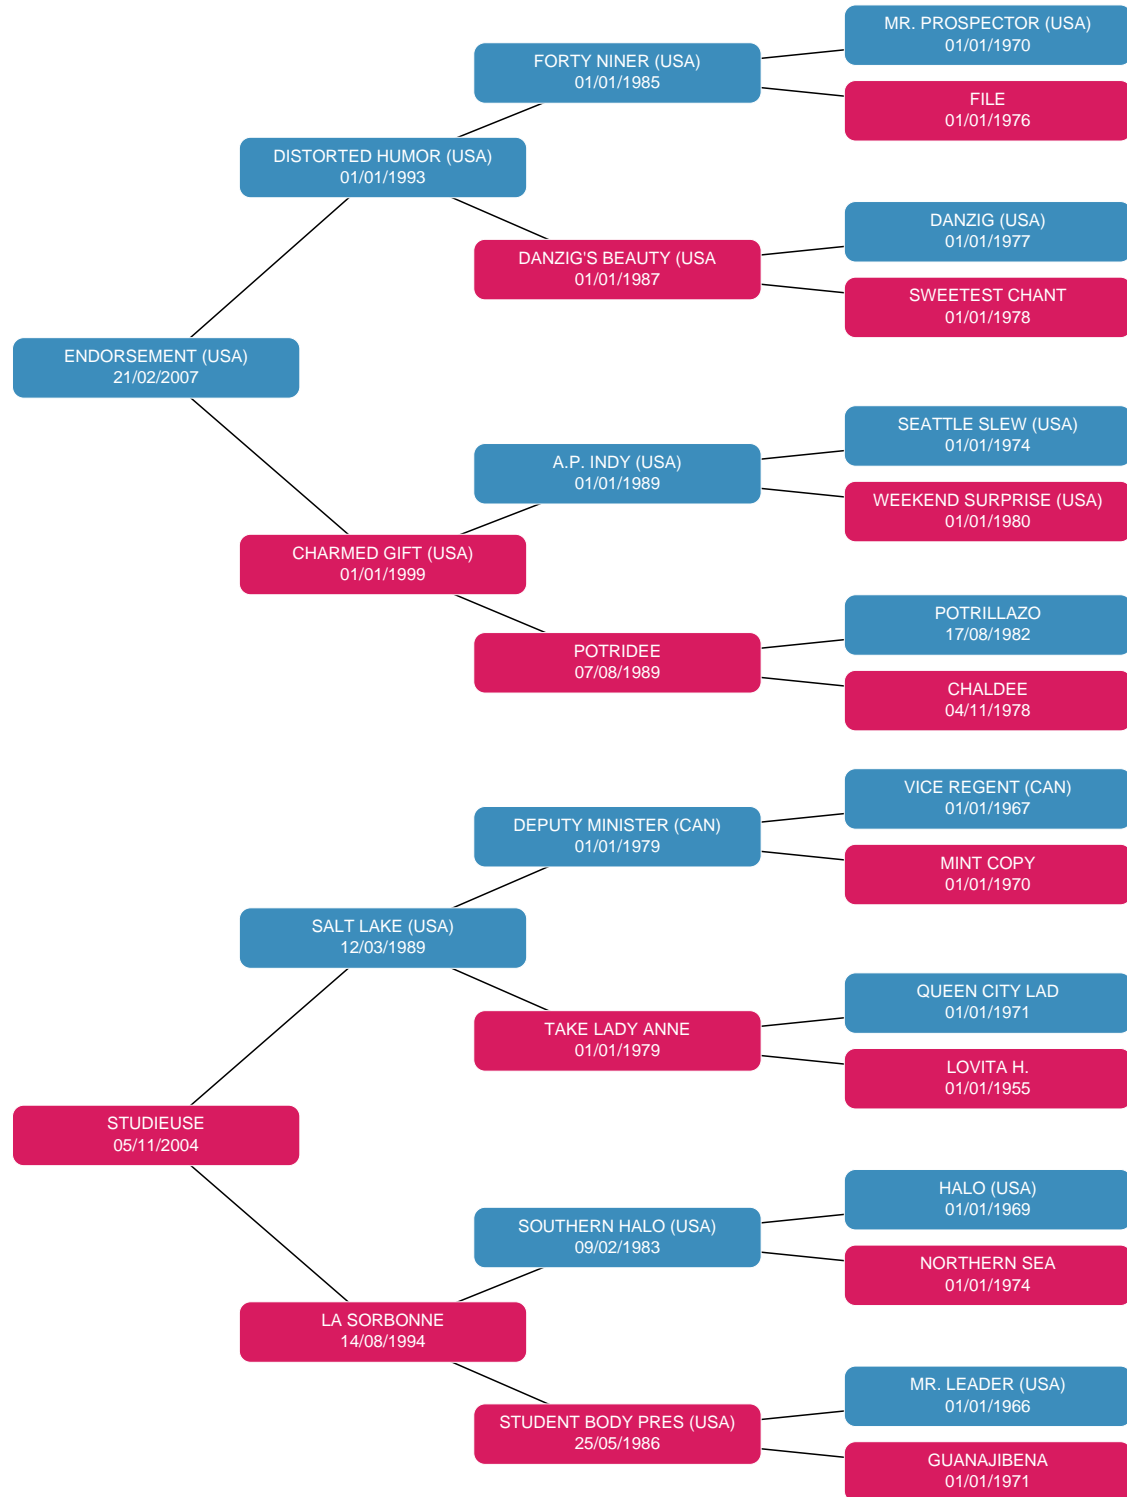 MR. PROSPECTOR (USA)
01/01/1970
FORTY NINER (USA)
01/01/1985
FILE
01/01/1976
DISTORTED HUMOR (USA)
01/01/1993
DANZIG (USA)
01/01/1977
DANZIG'S BEAUTY (USA
01/01/1987
SWEETEST CHANT
01/01/1978
ENDORSEMENT (USA)
21/02/2007
SEATTLE SLEW (USA)
01/01/1974
A.P. INDY (USA)
01/01/1989
WEEKEND SURPRISE (USA)
01/01/1980
CHARMED GIFT (USA)
01/01/1999
POTRILLAZO
17/08/1982
POTRIDEE
07/08/1989
CHALDEE
04/11/1978
VICE REGENT (CAN)
01/01/1967
DEPUTY MINISTER (CAN)
01/01/1979
MINT COPY
01/01/1970
SALT LAKE (USA)
12/03/1989
QUEEN CITY LAD
01/01/1971
TAKE LADY ANNE
01/01/1979
LOVITA H.
01/01/1955
STUDIEUSE
05/11/2004
HALO (USA)
01/01/1969
SOUTHERN HALO (USA)
09/02/1983
NORTHERN SEA
01/01/1974
LA SORBONNE
14/08/1994
MR. LEADER (USA)
01/01/1966
STUDENT BODY PRES (USA)
25/05/1986
GUANAJIBENA
01/01/1971